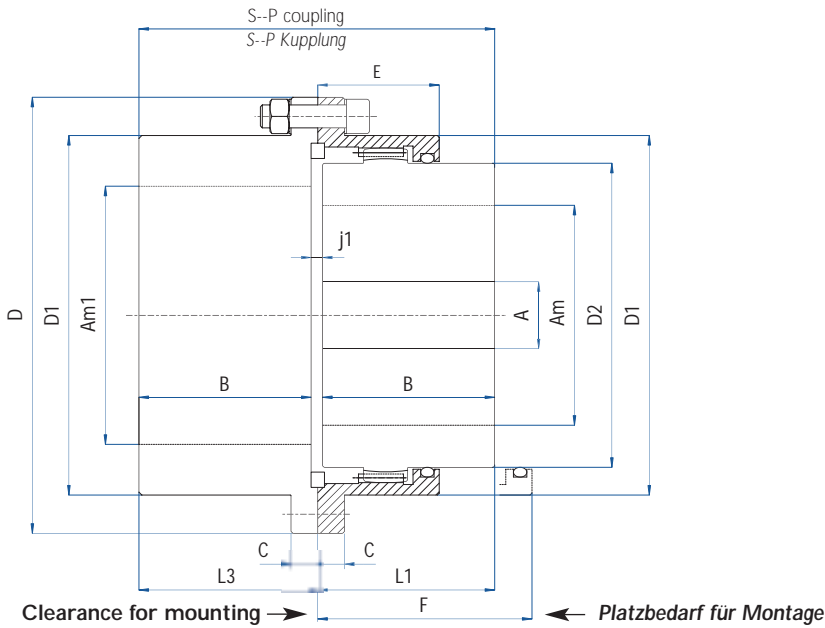 S--P coupling
S--P Kupplung
E
j1
D
D1
Am1
A
Am
D2
D1
B
B
C
C
L3
L1
F
Clearance for mounting
Platzbedarf für Montage